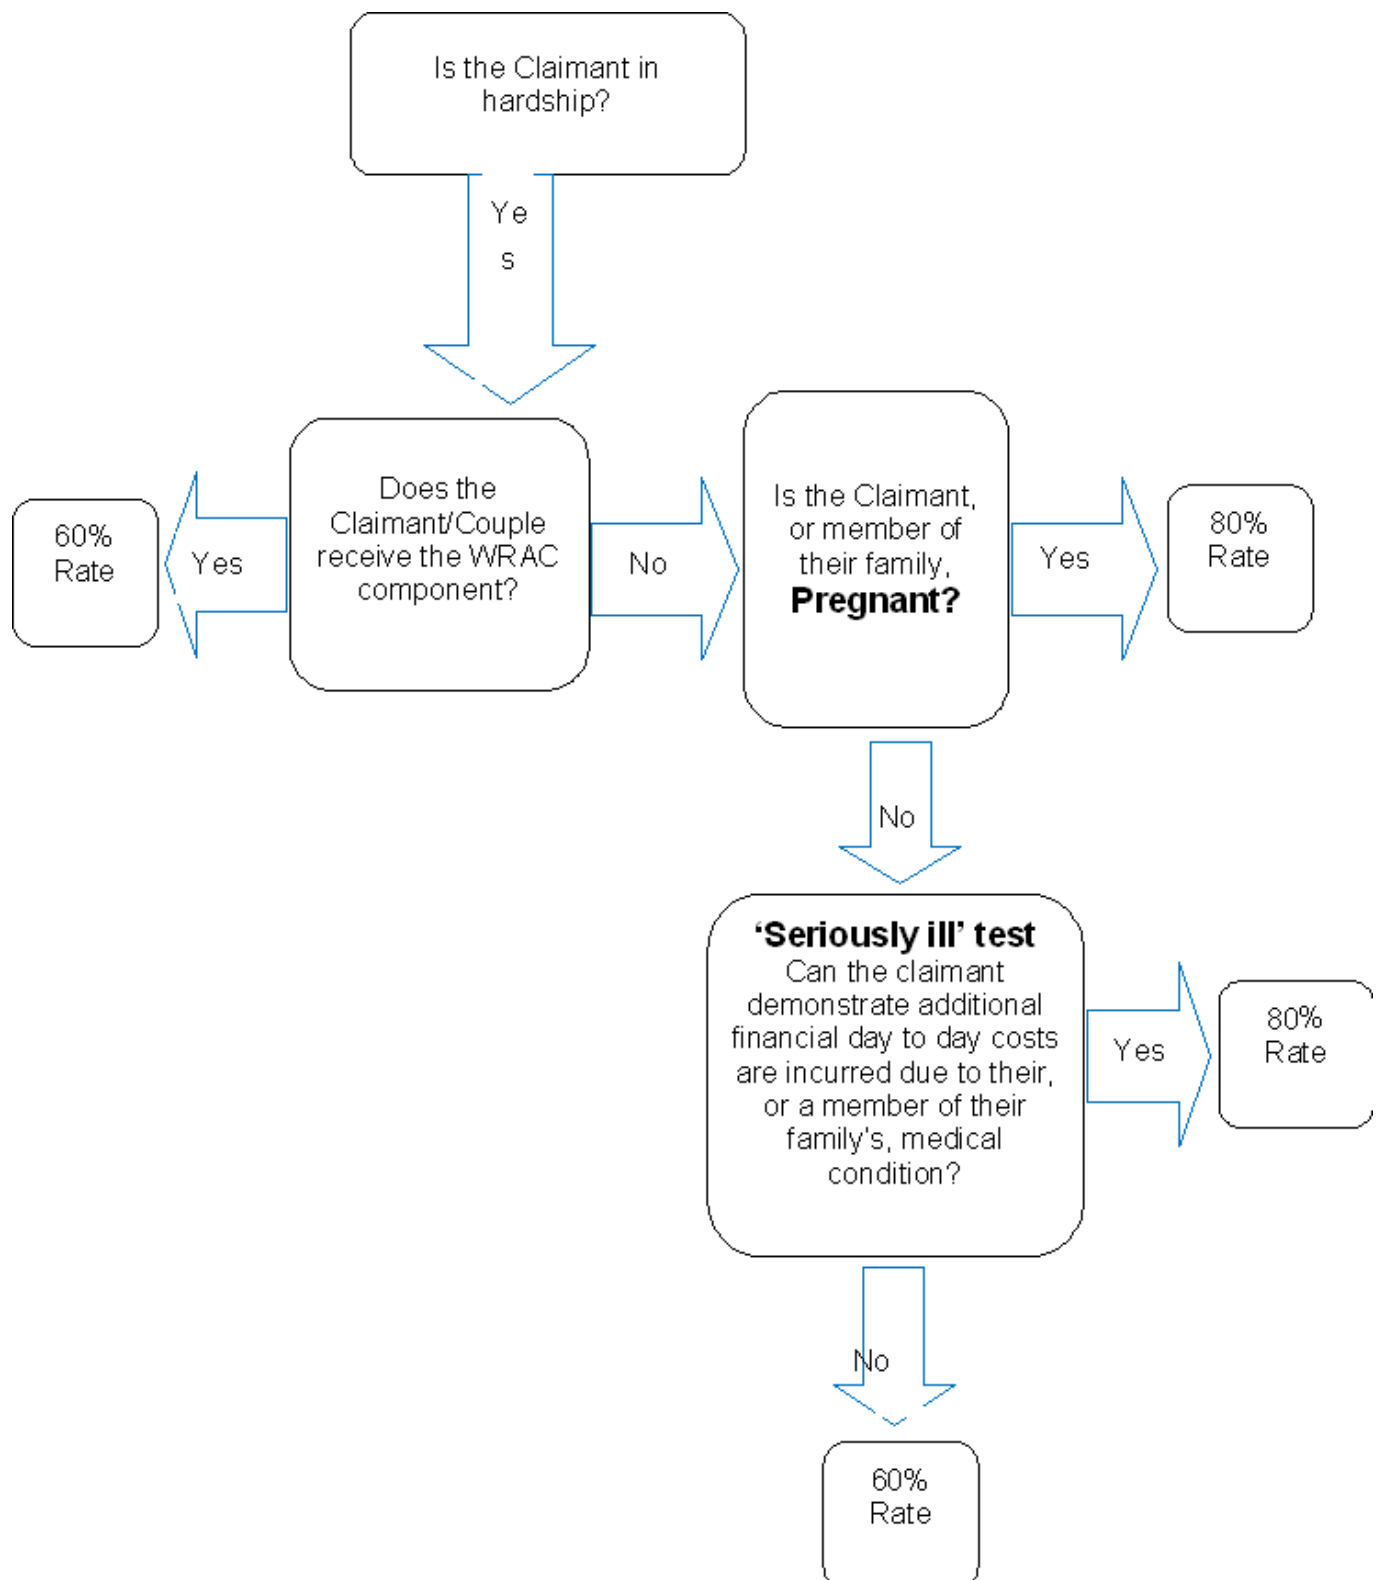 Is the Claimant in
hardship?
Ye
s
Does the
Claimant/Couple
receive the WRAC
component?
60%
Rate
Yes
No
Is the Claimant,
or member of
their family,
Pregnant?
Yes
80%
Rate
No
‘Seriously ill’ test
Can the claimant
demonstrate additional
financial day to day costs
are incurred due to their,
or a member of their
family's, medical
condition?
Yes
80%
Rate
No
60%
Rate